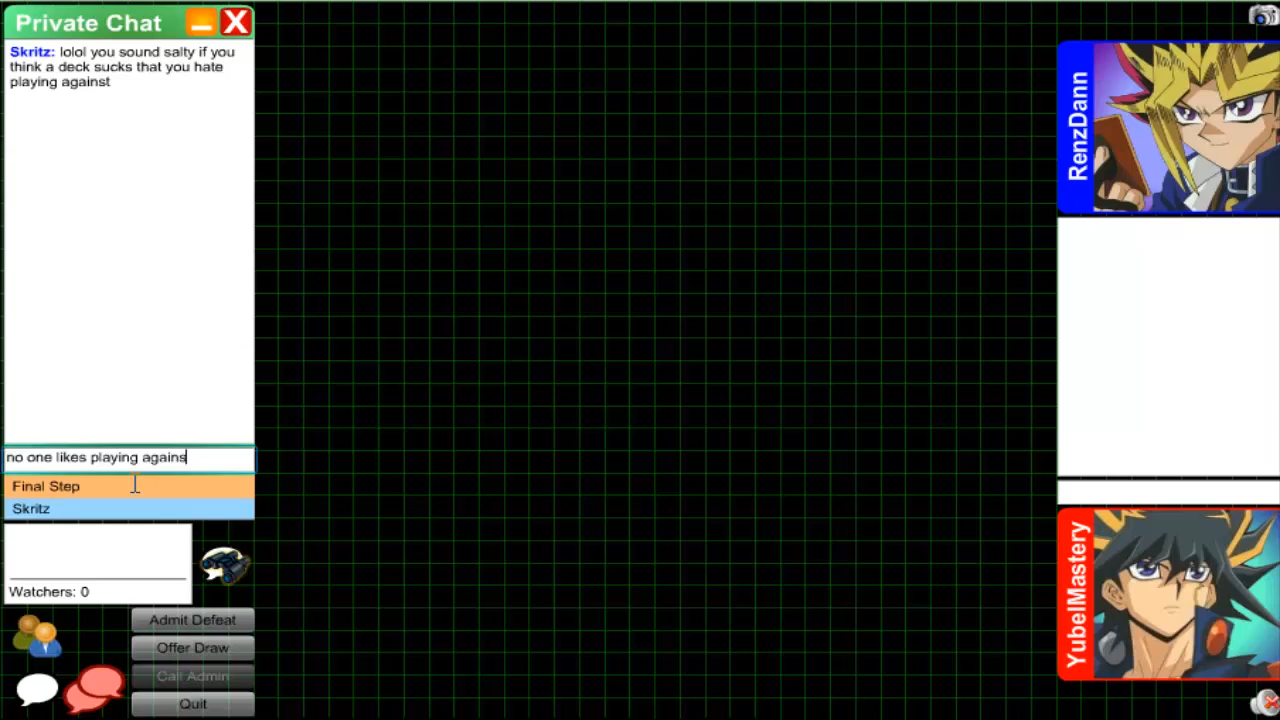 Private Chat
Skritz: lolol you sound salty if you
think a deck sucks that you hate
playing against
no one likes playing agains
Final Step
Skritz
Watchers: 0
Admit Defeat
Offer Draw
Call Admin
Quit
RenzDann
YubelMastery